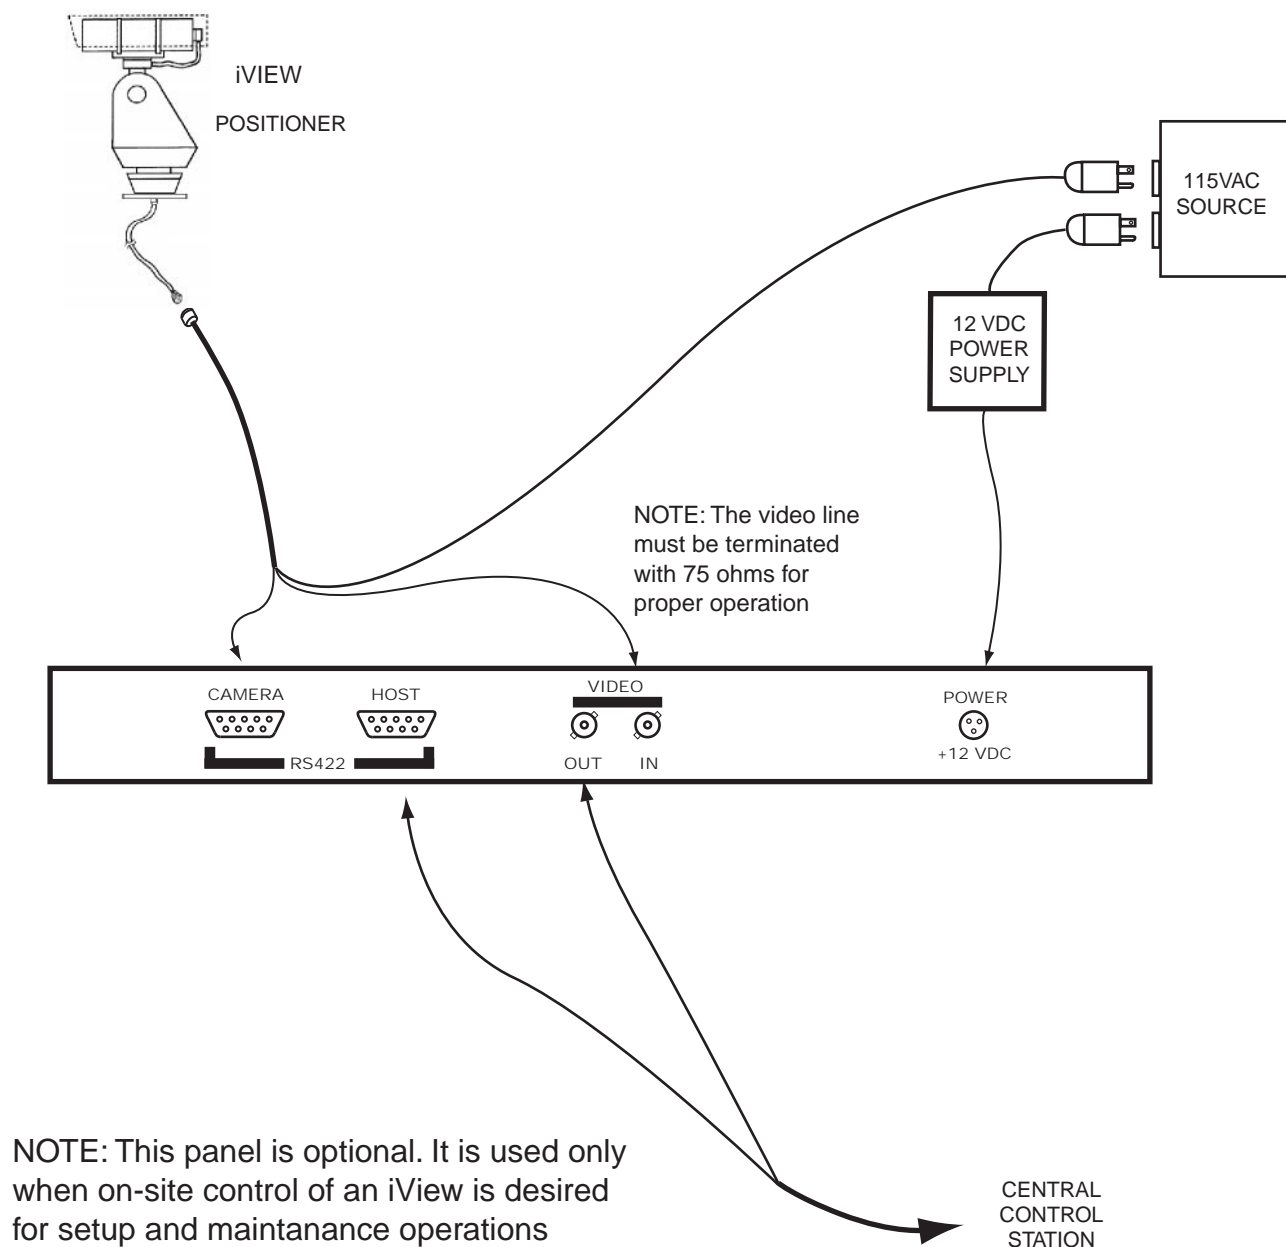 iVIEW
POSITIONER
115VAC
SOURCE
12 VDC
POWER
SUPPLY
NOTE: The video line
must be terminated
with 75 ohms for
proper operation
CAMERA
HOST
VIDEO
POWER
RS422
OUT
IN
+12 VDC
NOTE: This panel is optional. It is used only
when on-site control of an iView is desired
for setup and maintanance operations
CENTRAL
CONTROL
STATION